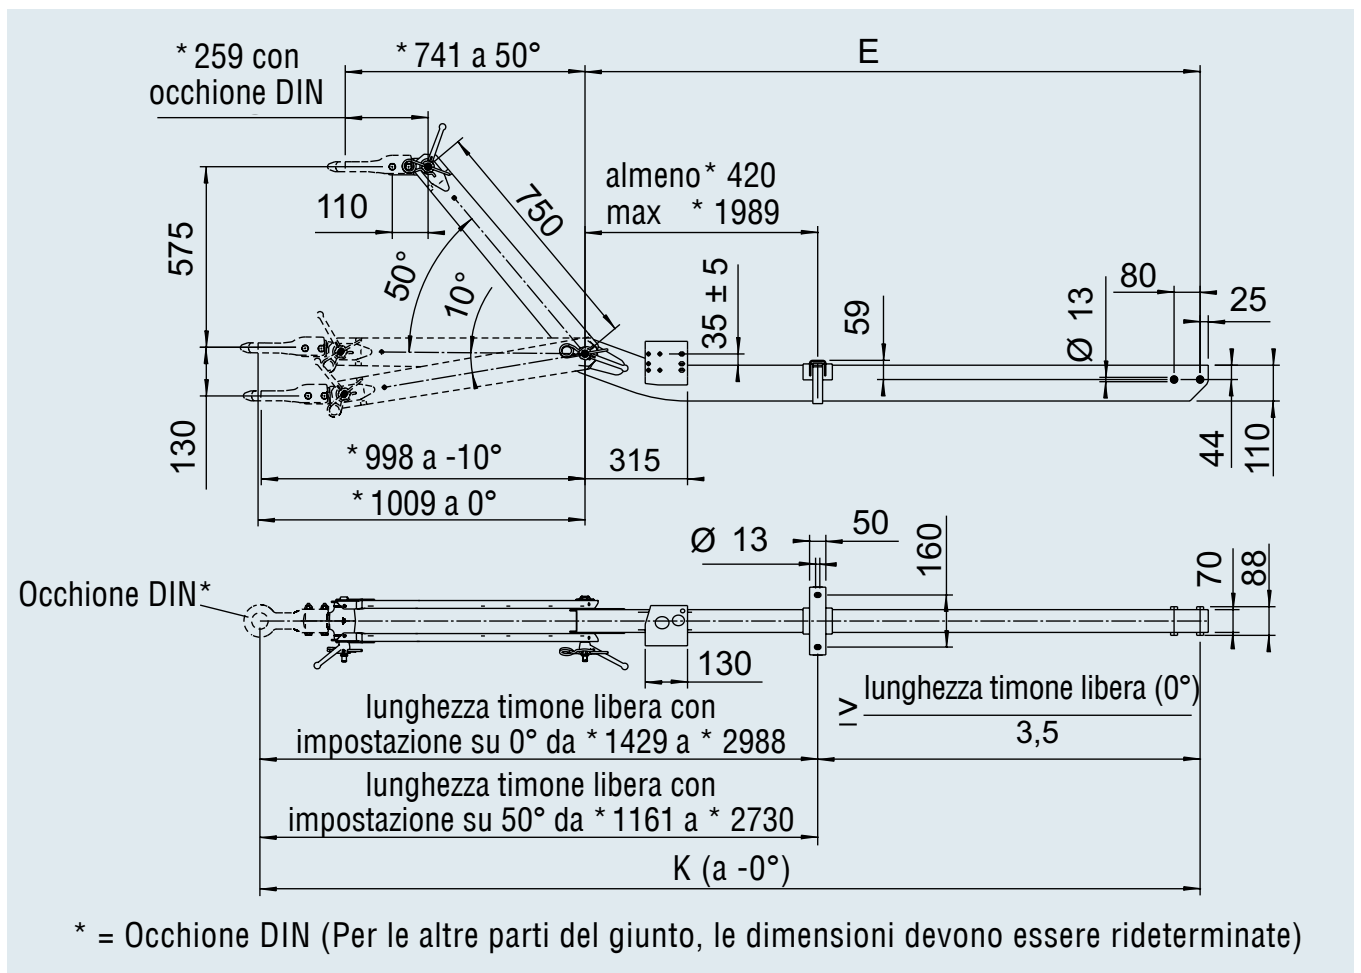 * 259 con
occhione DIN
* 741 a 50°
E
110
750
almeno* 420
max * 1989
575
50°
10°
35 ± 5
59
Ø 13
80
25
130
44
110
* 998 a -10°
315
* 1009 a 0°
Ø 13
50
160
70
88
Occhione DIN*
130
lunghezza timone libera con
impostazione su 0° da * 1429 a * 2988
≥ lunghezza timone libera (0°)
3,5
lunghezza timone libera con
impostazione su 50° da * 1161 a * 2730
K (a -0°)
* = Occhione DIN (Per le altre parti del giunto, le dimensioni devono essere rideterminate)